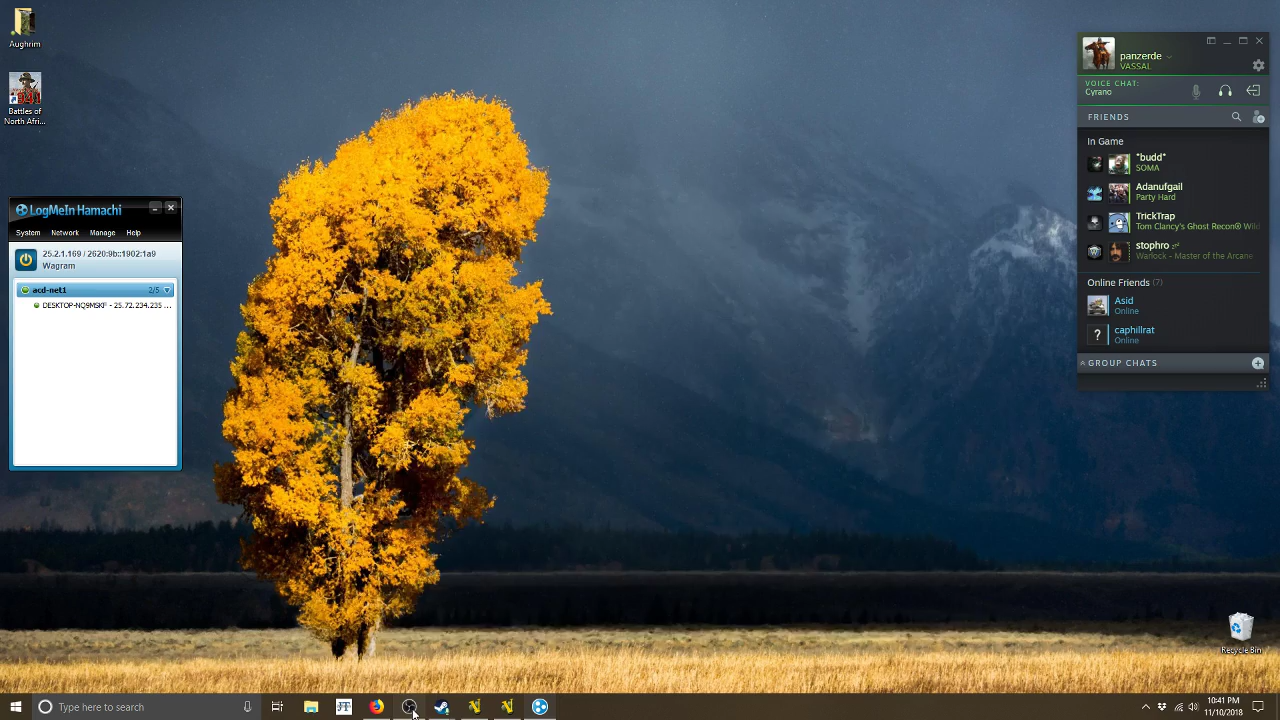 Aughrim
Battles of
North Afri...
LogMeIn Hamachi
System Network Manage Help
25.2.1.169 / 2620:9b::1902:1a9
Wagram
acd-net1 2/5
DESKTOP-NQ9MSKF - 25.72.234.235 ...
panzerde
VASSAL
VOICE CHAT:
Cyrano
FRIENDS
In Game
*budd*
SOMA
Adanufgail
Party Hard
TrickTrap
Tom Clancy's Ghost Recon® Wil
stophro
Warlock - Master of the Arcane
Online Friends (7)
Asid
Online
?
caphillrat
Online
GROUP CHATS
Recycle Bin
Type here to search
10:41 PM
11/10/2018